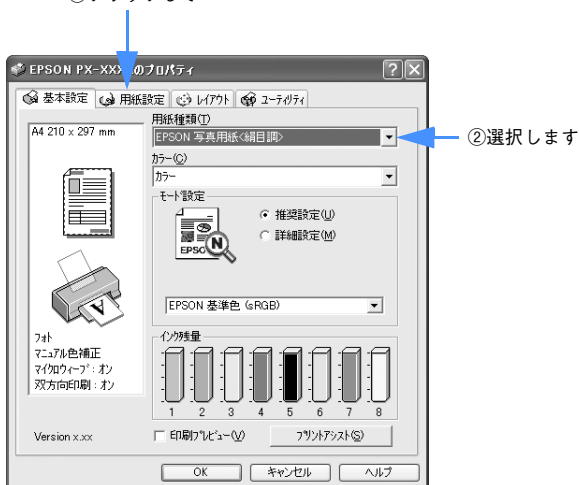 EPSON PX-XXX
のプロパティ
基本設定
用紙設定
レイアウト
ユーティリティ
A4 210 x 297 mm
用紙種類(T)
EPSON 写真用紙<絹目調>
②選択します
カラー(C)
カラー
モード設定
推奨設定(U)
詳細設定(M)
EPSO
N
EPSON 基準色 (sRGB)
フォト
マニュアル色補正
マイクロウィーブ : オン
双方向印刷 : オン
インク残量
1 2 3 4 5 6 7 8
Version x.xx
印刷プレビュー(V)
プリントアシスト(S)
OK
キャンセル
ヘルプ